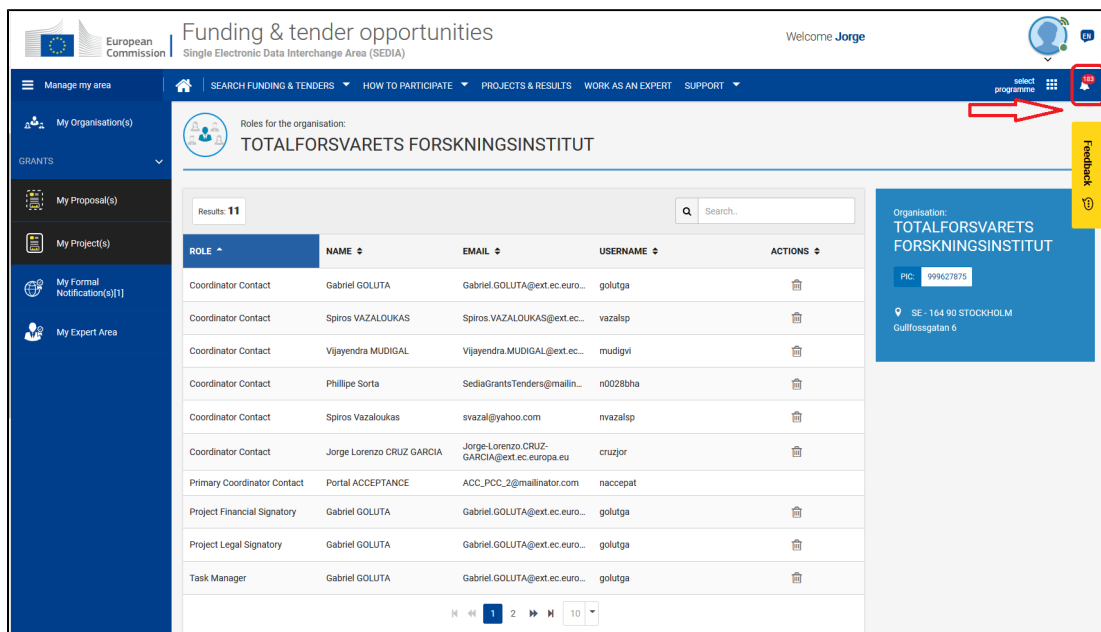 European
Commission
Funding & tender opportunities
Single Electronic Data Interchange Area (SEDIA)
Welcome Jorge
EN
Manage my area
SEARCH FUNDING & TENDERS
HOW TO PARTICIPATE
PROJECTS & RESULTS
WORK AS AN EXPERT
SUPPORT
select
programme
183
My Organisation(s)
GRANTS
My Proposal(s)
My Project(s)
My Formal
Notification(s)[1]
My Expert Area
Roles for the organisation:
TOTALFORSVARETS FORSKNINGSINSTITUT
Feedback
Results: 11
Search..
ROLE NAME EMAIL USERNAME ACTIONS
Coordinator Contact Gabriel GOLUTA Gabriel.GOLUTA@ext.ec.euro... golutga
Coordinator Contact Spiros VAZALOUKAS Spiros.VAZALOUKAS@ext.ec... vazalsp
Coordinator Contact Vijayendra MUDIGAL Vijayendra.MUDIGAL@ext.ec... mudigvi
Coordinator Contact Phillipe Sorta SediaGrantsTenders@mailin... n0028bha
Coordinator Contact Spiros Vazaloukas svazal@yahoo.com nvazalsp
Coordinator Contact Jorge Lorenzo CRUZ GARCIA Jorge-Lorenzo.CRUZ-
GARCIA@ext.ec.europa.eu cruzjor
Primary Coordinator Contact Portal ACCEPTANCE ACC_PCC_2@mailinator.com naccepat
Project Financial Signatory Gabriel GOLUTA Gabriel.GOLUTA@ext.ec.euro... golutga
Project Legal Signatory Gabriel GOLUTA Gabriel.GOLUTA@ext.ec.euro... golutga
Task Manager Gabriel GOLUTA Gabriel.GOLUTA@ext.ec.euro... golutga
1 2 10
Organisation:
TOTALFORSVARETS
FORSKNINGSINSTITUT
PIC: 999627875
SE - 164 90 STOCKHOLM
Gullfossgatan 6